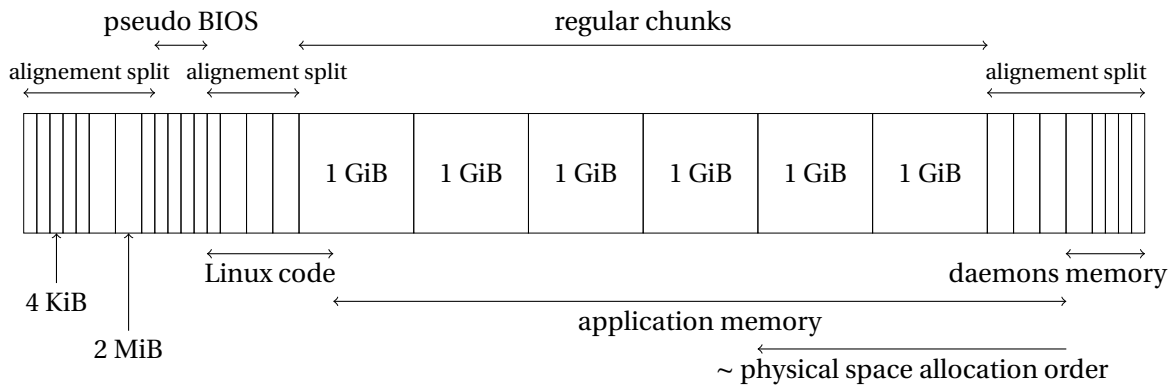 pseudo BIOS
regular chunks
alignement split
alignement split
alignement split
1 GiB
1 GiB
1 GiB
1 GiB
1 GiB
1 GiB
Linux code
daemons memory
4 KiB
application memory
2 MiB
~ physical space allocation order